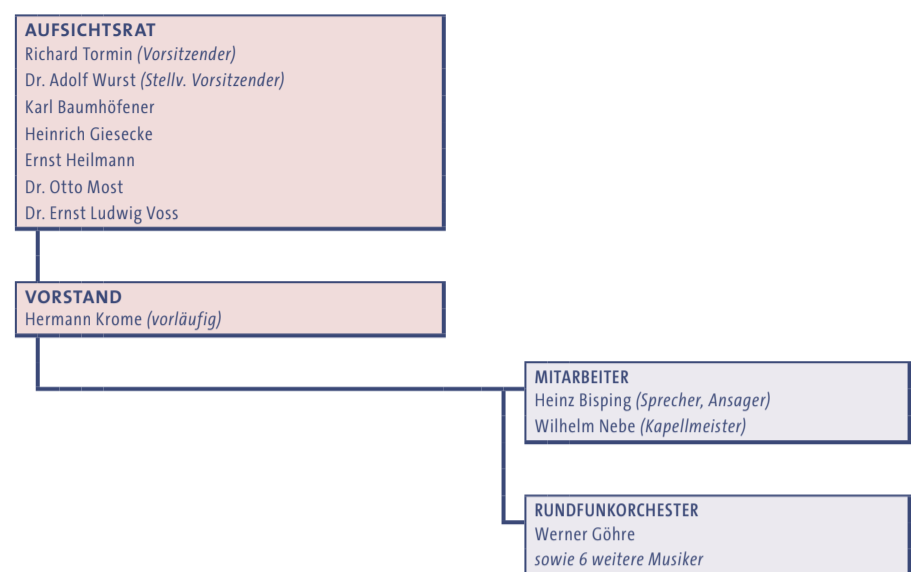 AUFSICHTSRAT
Richard Tormin (Vorsitzender)
Dr. Adolf Wurst (Stellv. Vorsitzender)
Karl Baumhöfener
Heinrich Giesecke
Ernst Heilmann
Dr. Otto Most
Dr. Ernst Ludwig Voss
VORSTAND
Hermann Krome (vorläufig)
MITARBEITER
Heinz Bisping (Sprecher, Ansager)
Wilhelm Nebe (Kapellmeister)
RUNDFUNKORCHESTER
Werner Göhre
sowie 6 weitere Musiker